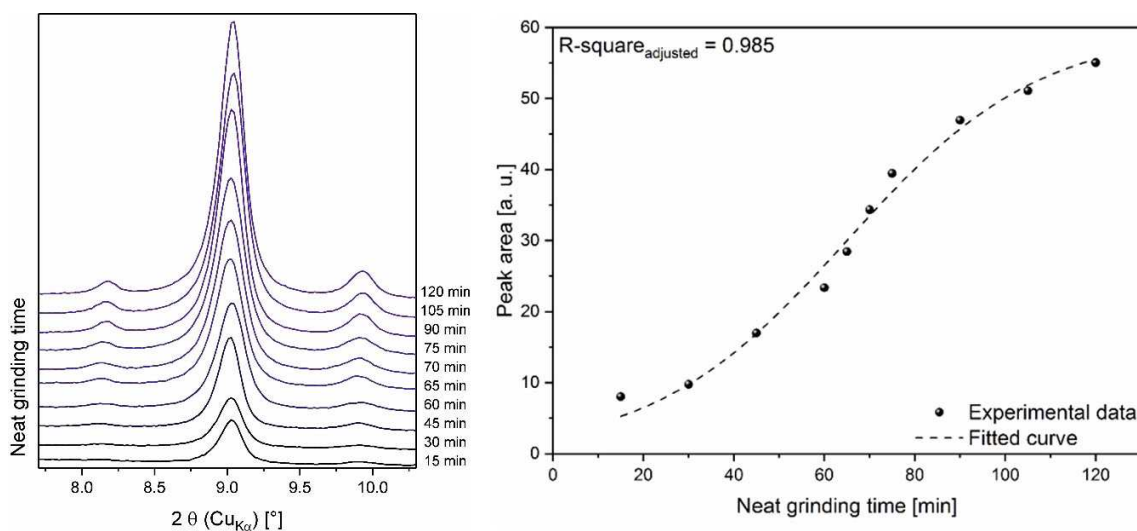 120 min
105 min
90 min
75 min
70 min
65 min
60 min
45 min
30 min
15 min
Neat grinding time
8.0 8.5 9.0 9.5 10.0
2 θ (CuKα) [°]
R-squareadjusted = 0.985
60
50
40
30
20
10
0
Peak area [a. u.]
Experimental data
Fitted curve
0 20 40 60 80 100 120
Neat grinding time [min]